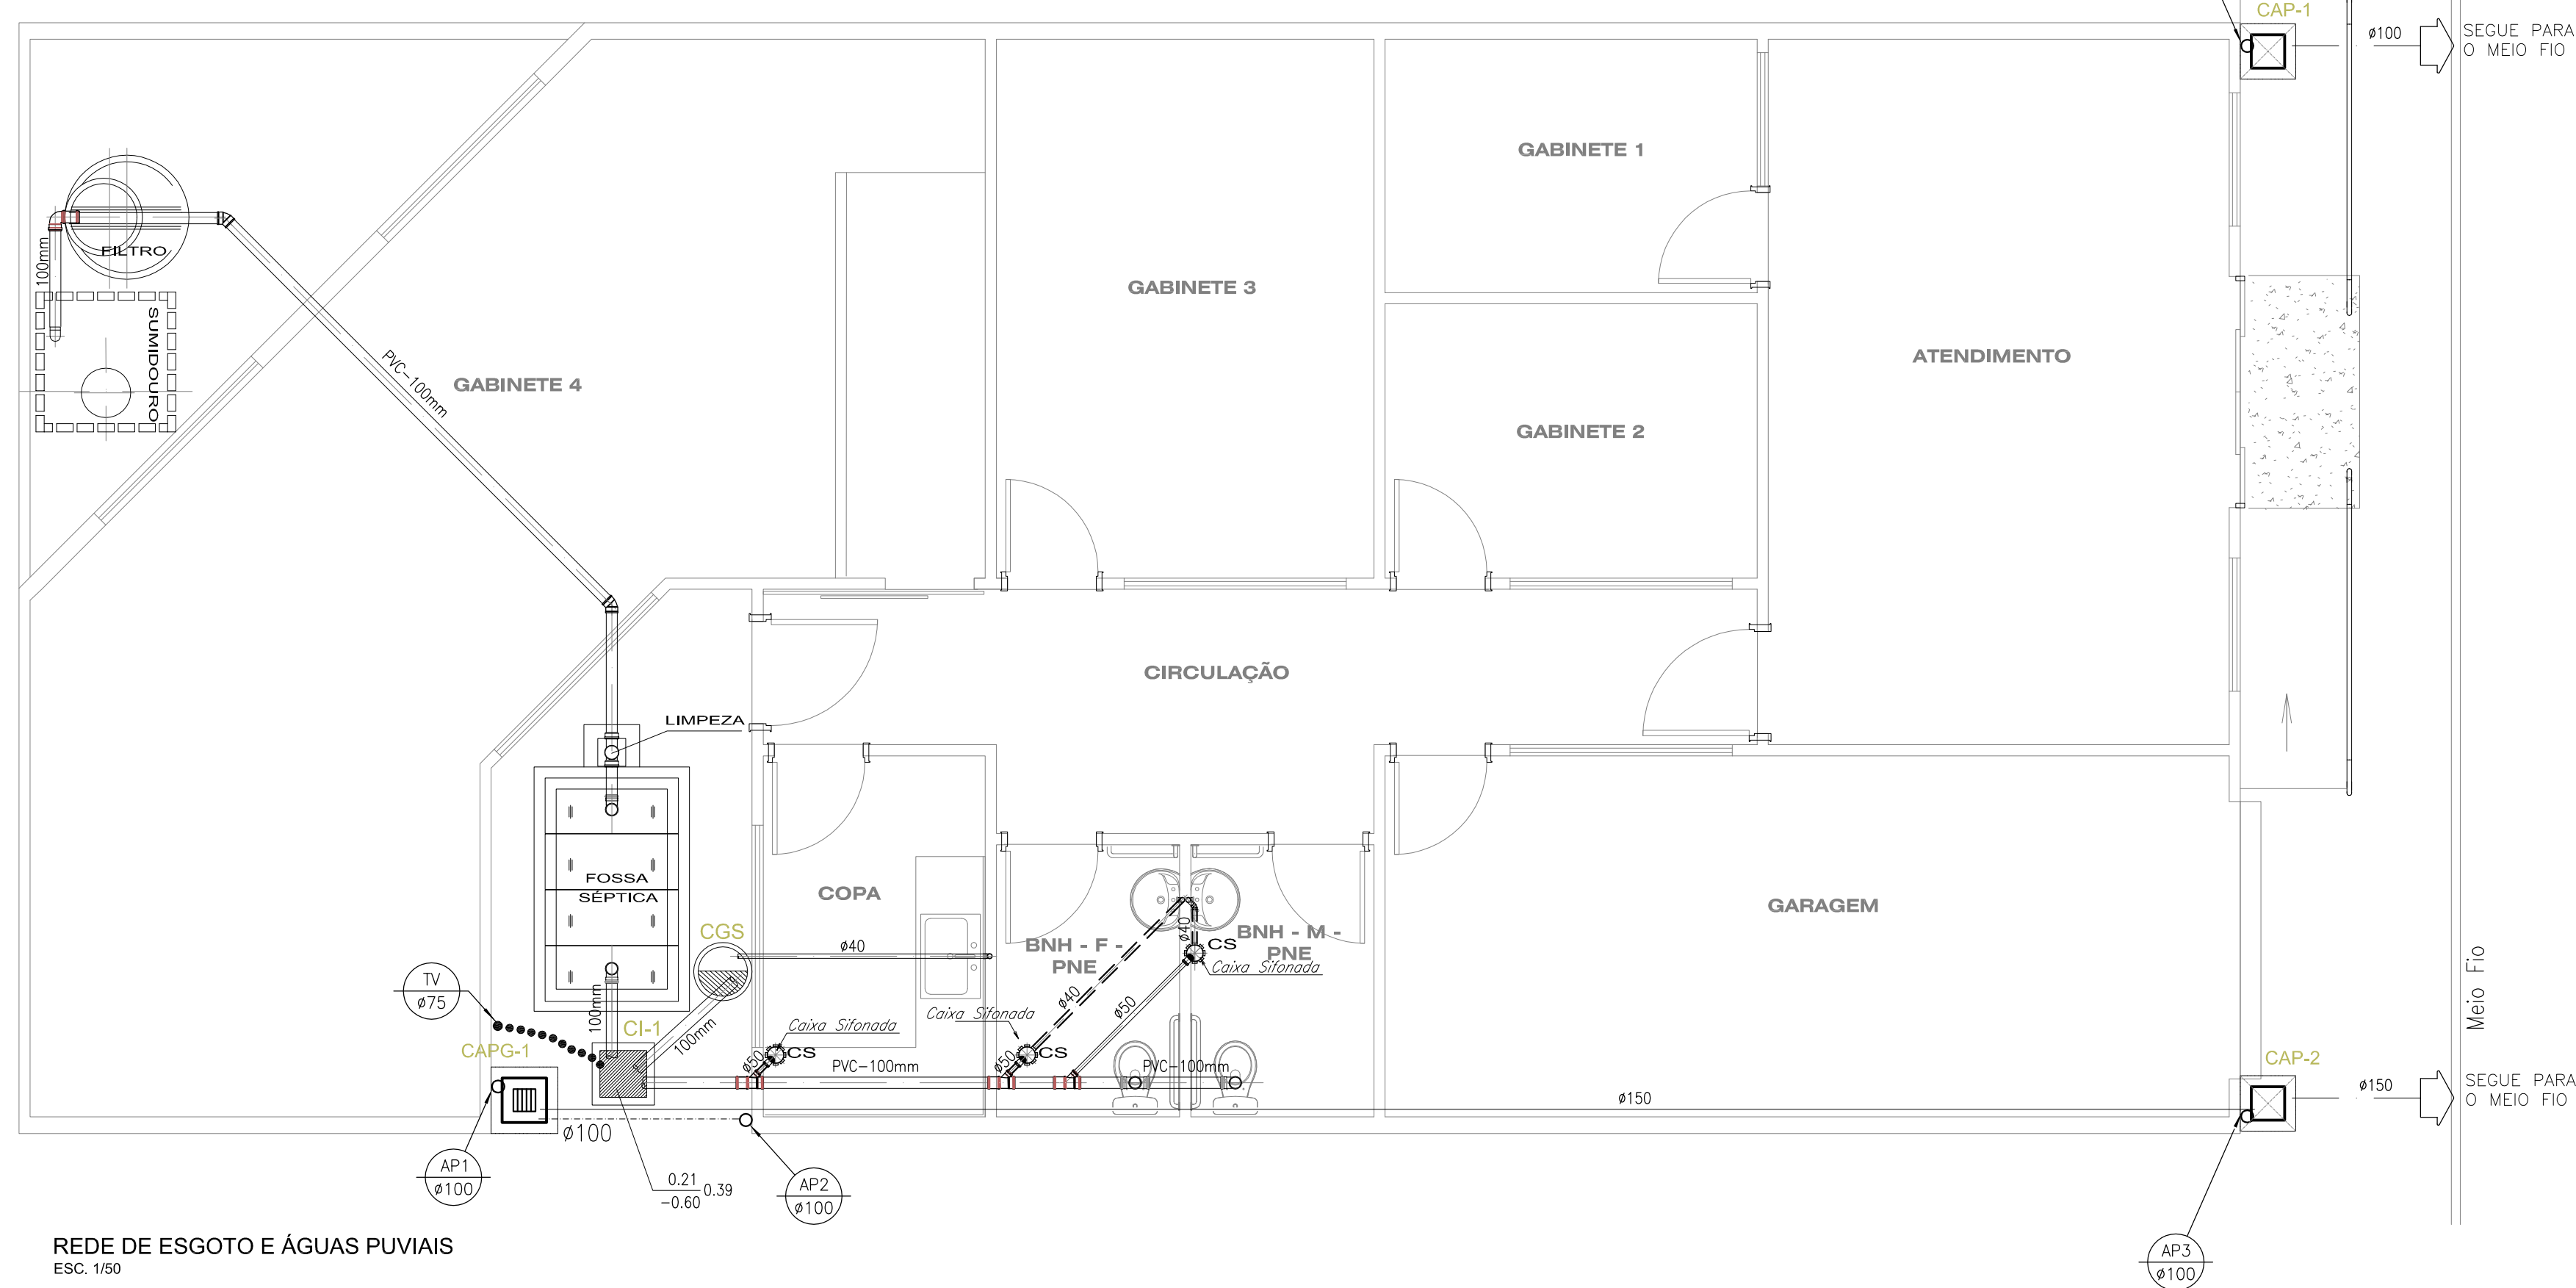 CAP-1
ø100
SEGUE PARA
O MEIO FIO
GABINETE 1
FILTRO
100mm
GABINETE 3
SUMIDOURO
ATENDIMENTO
PVC-100mm
GABINETE 4
GABINETE 2
CIRCULAÇÃO
LIMPEZA
FOSSA
SÉPTICA
COPA
GARAGEM
CGS
ø40
BNH - F -
PNE
ø40
CS
BNH - M -
PNE
Caixa Sifonada
TV
ø75
100mm
CI-1
100mm
Caixa Sifonada
CS
ø50
Caixa Sifonada
CS
ø50
ø40
ø50
Meio Fio
CAPG-1
PVC-100mm
PVC-100mm
CAP-2
ø150
ø150
SEGUE PARA
O MEIO FIO
ø100
AP1
ø100
0.21
-0.60
0.39
AP2
ø100
AP3
ø100
REDE DE ESGOTO E ÁGUAS PUVIAIS
ESC. 1/50